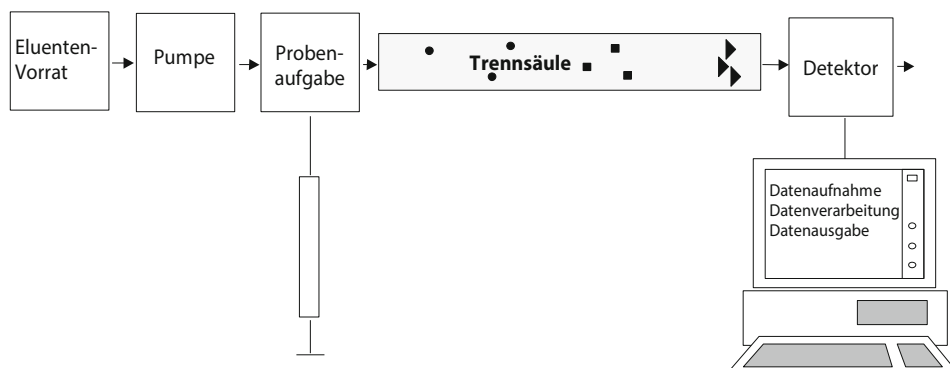 Eluenten-
Vorrat
Pumpe
Proben-
aufgabe
Trennsäule
Detektor
Datenaufnahme
Datenverarbeitung
Datenausgabe